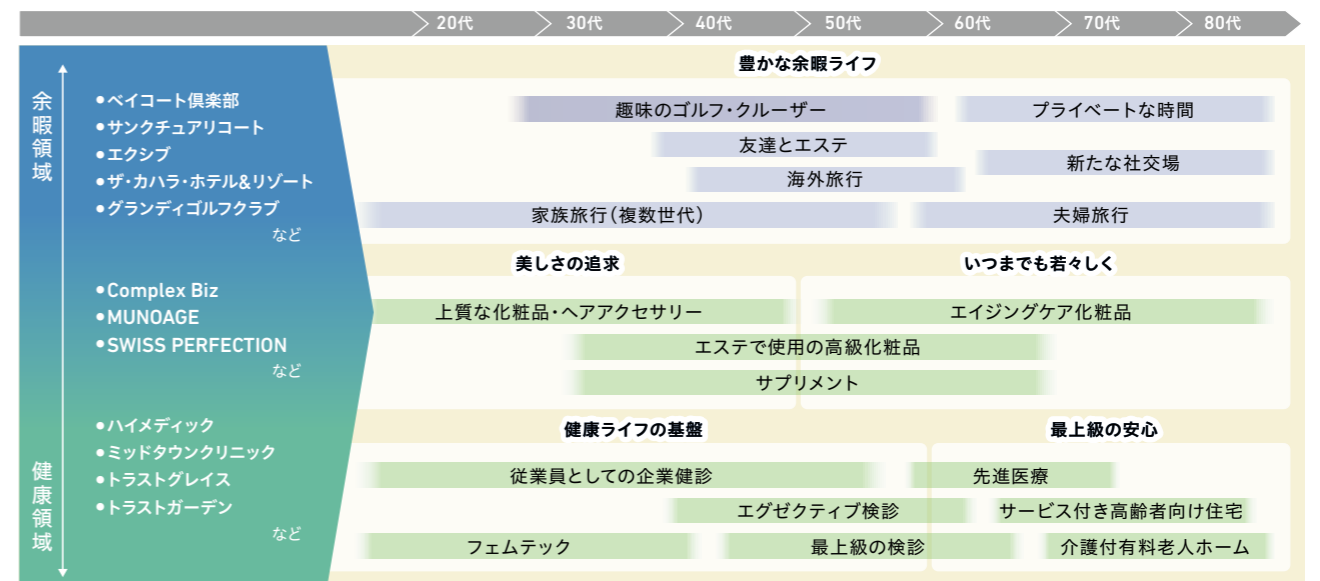 20代 30代 40代 50代 60代 70代 80代
余暇領域
●ベイコート倶楽部
●サンクチュアリコート
●エクシブ
●ザ・カハラ・ホテル&リゾート
●グランディゴルフクラブ
など
豊かな余暇ライフ
趣味のゴルフ・クルーザー
プライベートな時間
友達とエステ
新たな社交場
海外旅行
家族旅行(複数世代)
夫婦旅行
●Complex Biz
●MUNOAGE
●SWISS PERFECTION
など
美しさの追求
いつまでも若々しく
上質な化粧品・ヘアアクセサリー
エイジングケア化粧品
エステで使用の高級化粧品
サプリメント
健康領域
●ハイメディック
●ミッドタウンクリニック
●トラストグレイス
●トラストガーデン
など
健康ライフの基盤
最上級の安心
従業員としての企業健診
先進医療
エグゼクティブ検診
サービス付き高齢者向け住宅
フェムテック
最上級の検診
介護付有料老人ホーム